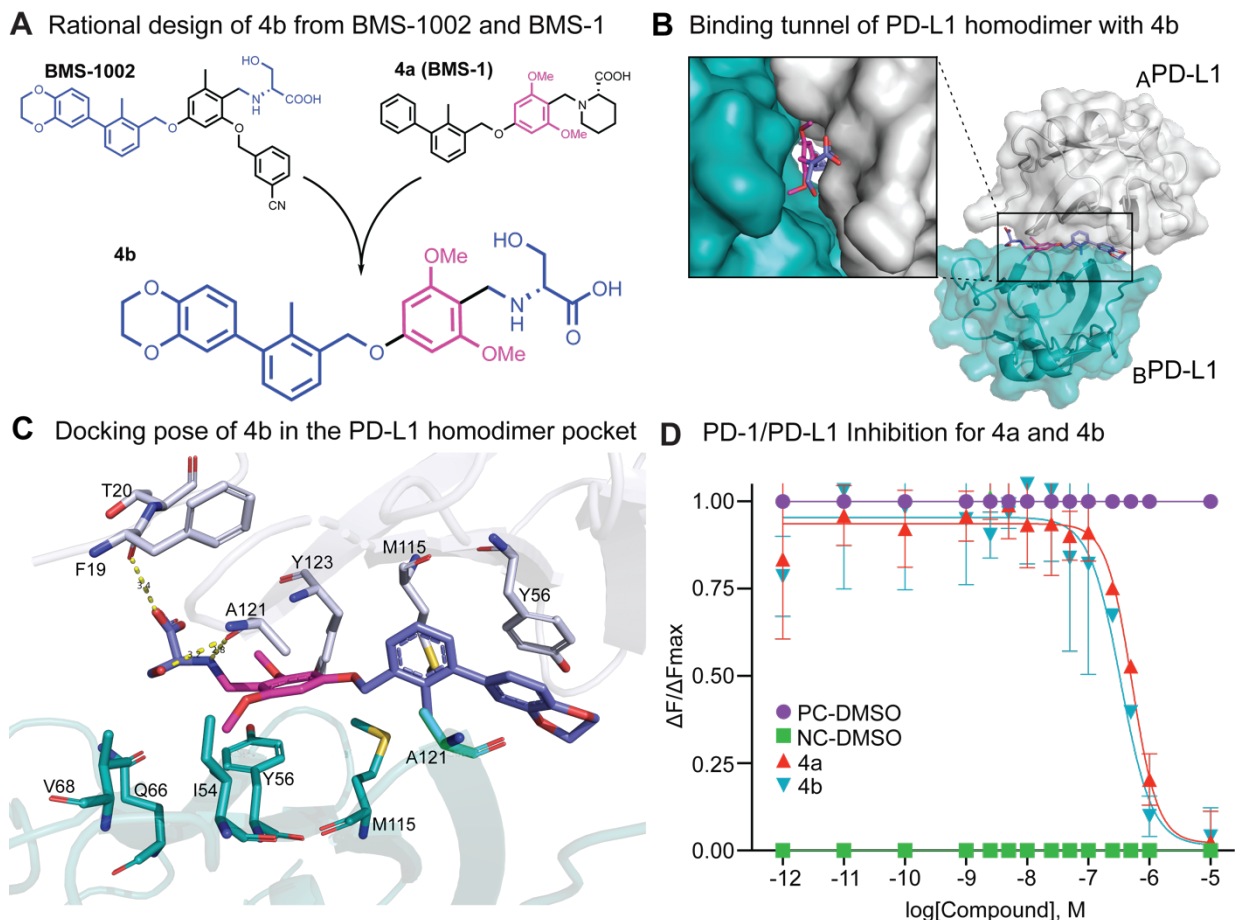 A Rational design of 4b from BMS-1002 and BMS-1
BMS-1002
HO
N
H
COOH
O
O
O
O
CN
4a (BMS-1)
OMe
COOH
N
O
OMe
4b
HO
OMe
OH
N
H
O
O
O
O
OMe
B Binding tunnel of PD-L1 homodimer with 4b
APD-L1
BPD-L1
C Docking pose of 4b in the PD-L1 homodimer pocket
T20
F19
3.4
Y123
M115
Y56
A121
A121
V68
Q66
I54
Y56
M115
D PD-1/PD-L1 Inhibition for 4a and 4b
1.00
0.75
0.50
0.25
0.00
ΔF/ΔFmax
PC-DMSO
NC-DMSO
4a
4b
-12 -11 -10 -9 -8 -7 -6 -5
log[Compound], M